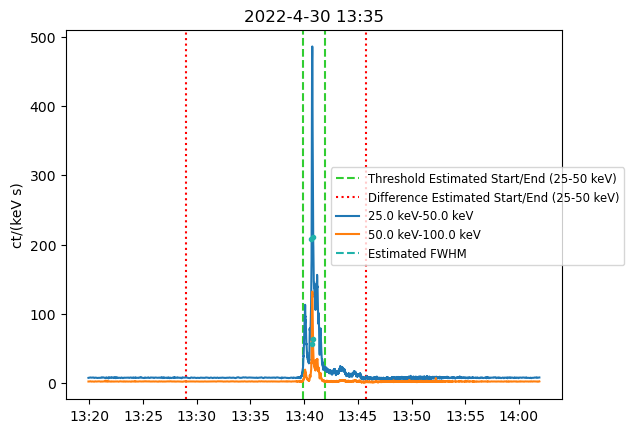 2022-4-30 13:35
500
400
300
200
100
0
ct/(keV s)
Threshold Estimated Start/End (25-50 keV)
Difference Estimated Start/End (25-50 keV)
25.0 keV-50.0 keV
50.0 keV-100.0 keV
Estimated FWHM
13:20 13:25 13:30 13:35 13:40 13:45 13:50 13:55 14:00